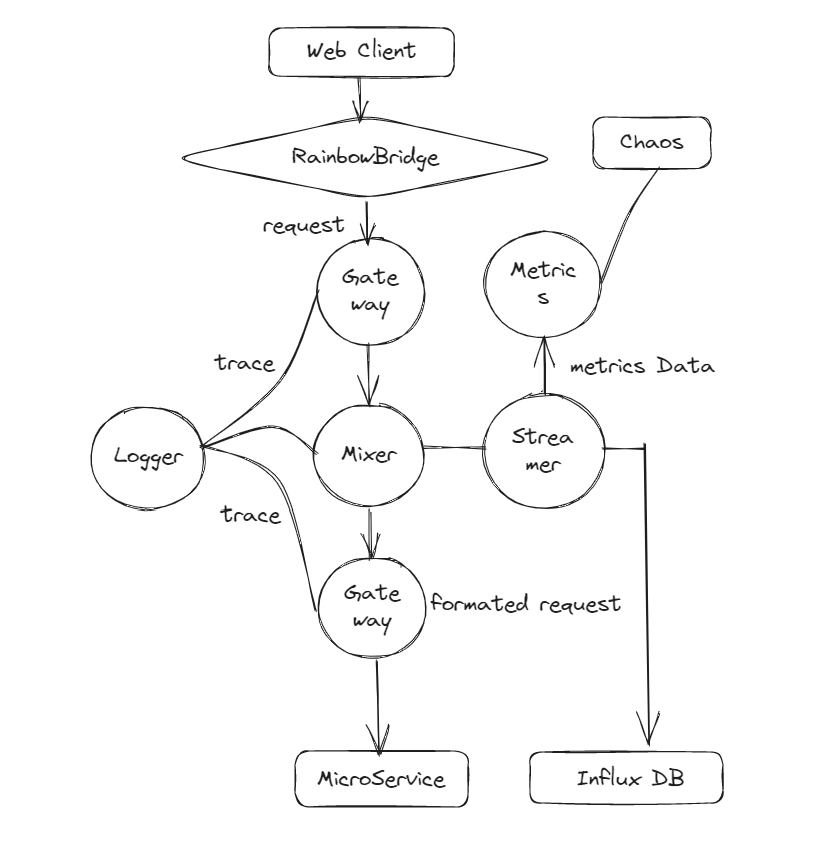 Web Client
Chaos
RainbowBridge
request
Gate
way
Metric
s
trace
metrics Data
Logger
Mixer
Strea
mer
trace
Gate
way
formated request
MicroService
Influx DB